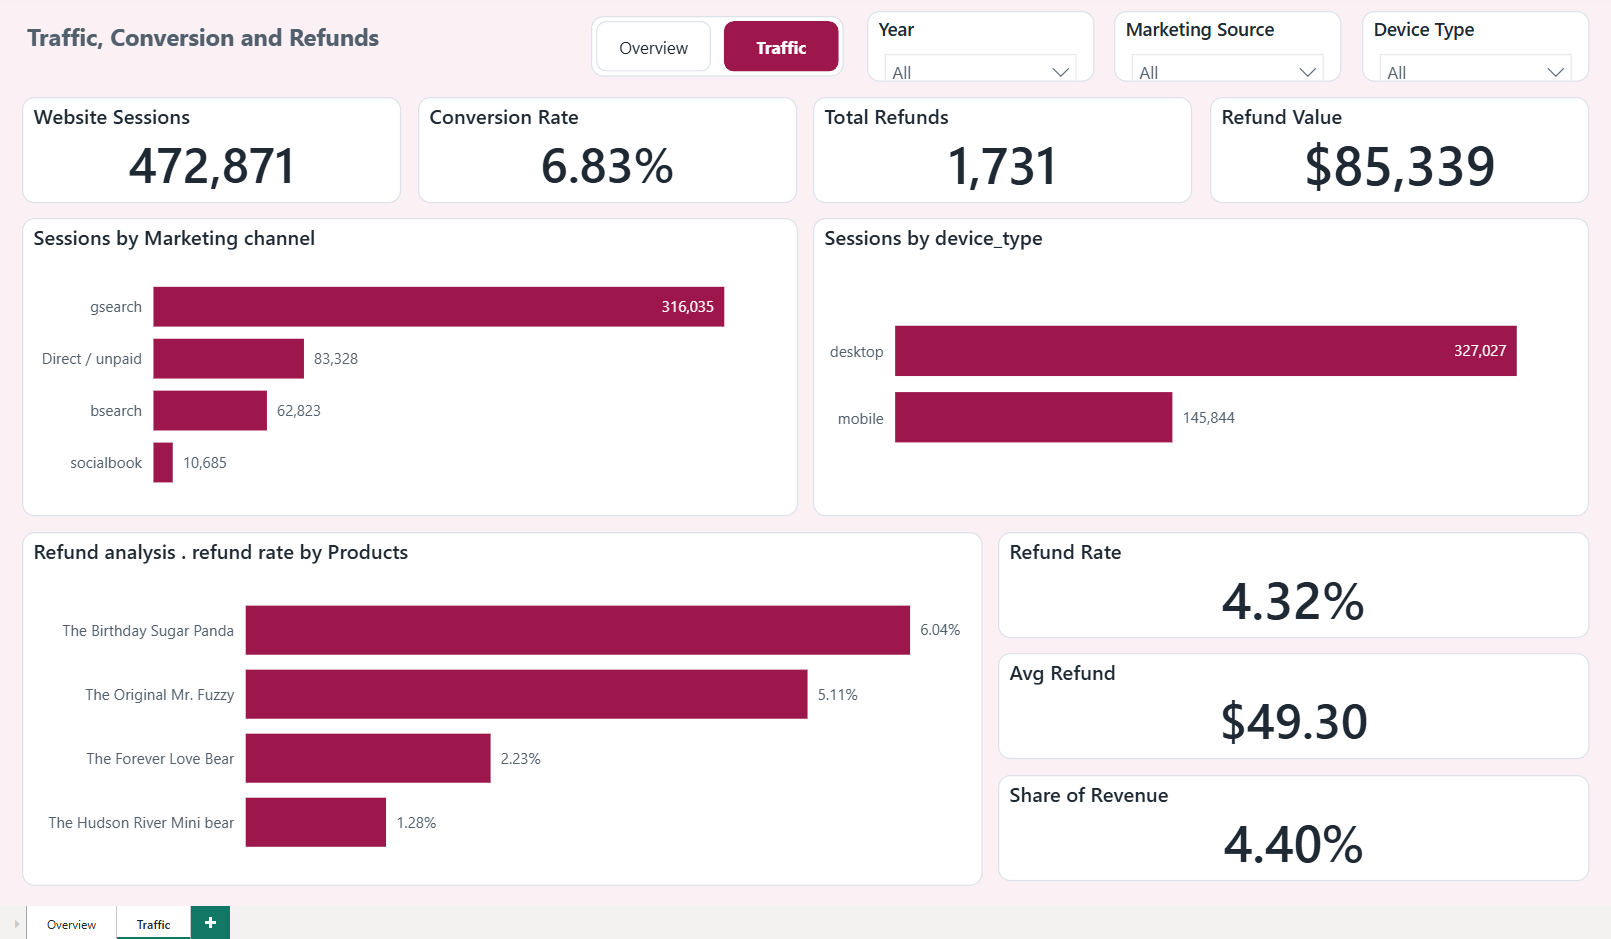 Traffic, Conversion and Refunds
Overview
Traffic
Year
All
Marketing Source
All
Device Type
All
Website Sessions
472,871
Conversion Rate
6.83%
Total Refunds
1,731
Refund Value
$85,339
Sessions by Marketing channel
gsearch 316,035
Direct / unpaid 83,328
bsearch 62,823
socialbook 10,685
Sessions by device_type
desktop 327,027
mobile 145,844
Refund analysis . refund rate by Products
The Birthday Sugar Panda 6.04%
The Original Mr. Fuzzy 5.11%
The Forever Love Bear 2.23%
The Hudson River Mini bear 1.28%
Refund Rate
4.32%
Avg Refund
$49.30
Share of Revenue
4.40%
Overview
Traffic
+